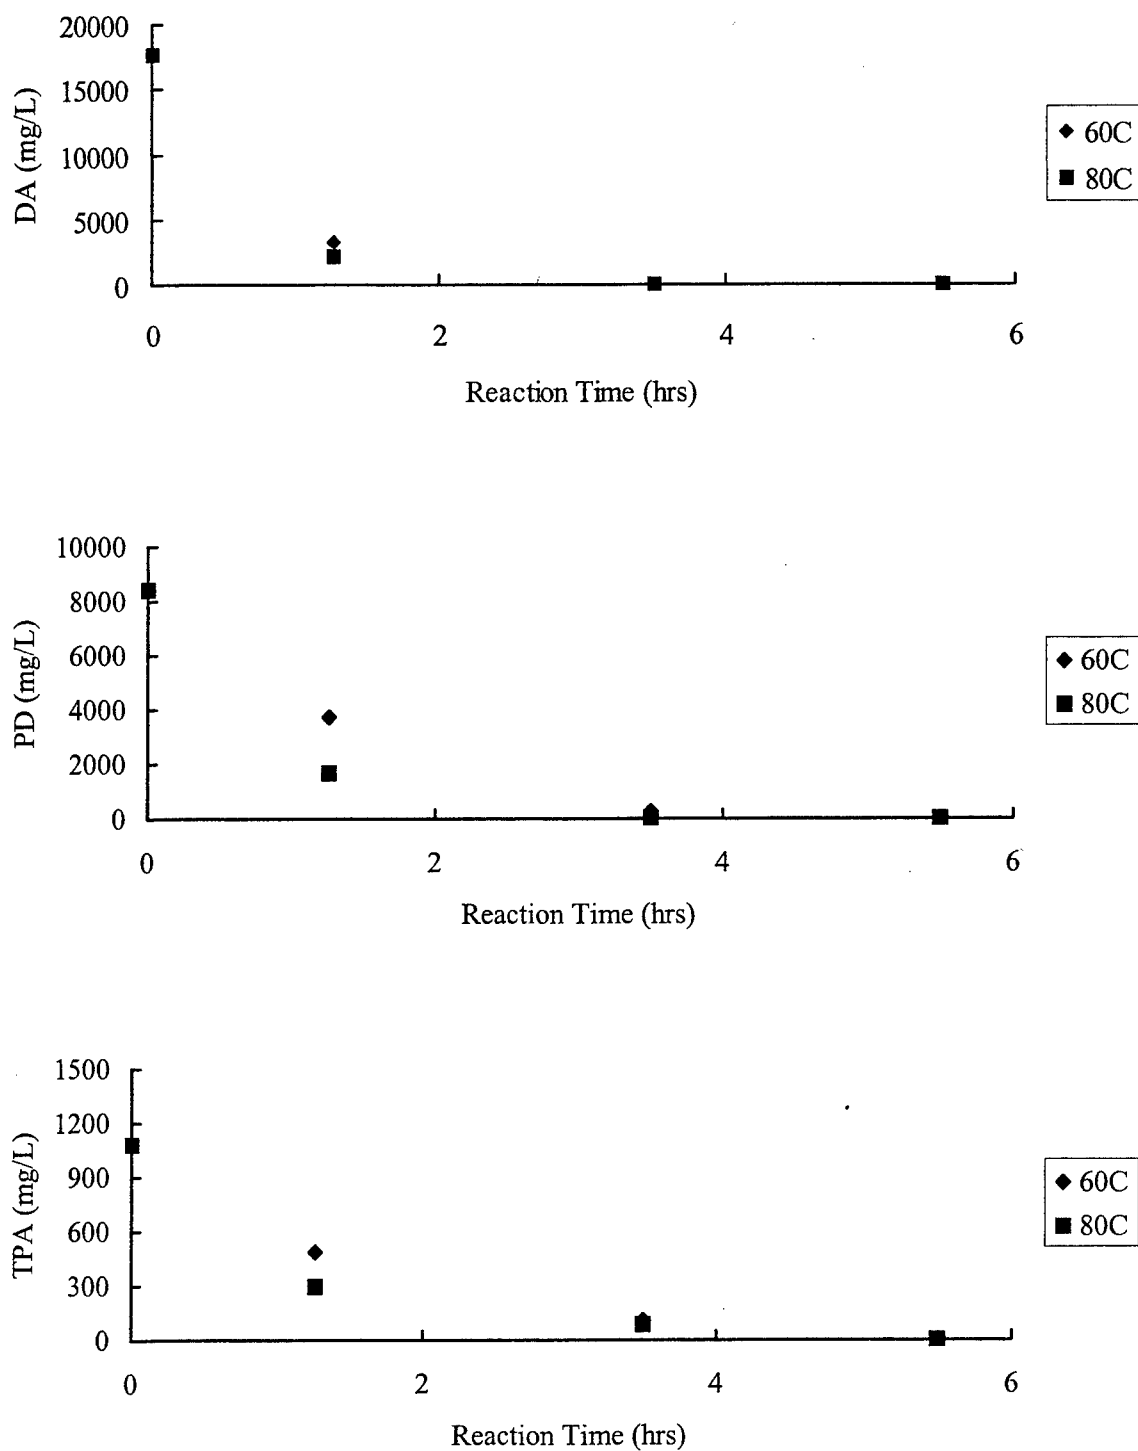 20000
15000
10000
5000
0
DA (mg/L)
0 2 4 6
Reaction Time (hrs)
60C
80C
10000
8000
6000
4000
2000
0
PD (mg/L)
0 2 4 6
Reaction Time (hrs)
60C
80C
1500
1200
900
600
300
0
TPA (mg/L)
0 2 4 6
Reaction Time (hrs)
60C
80C